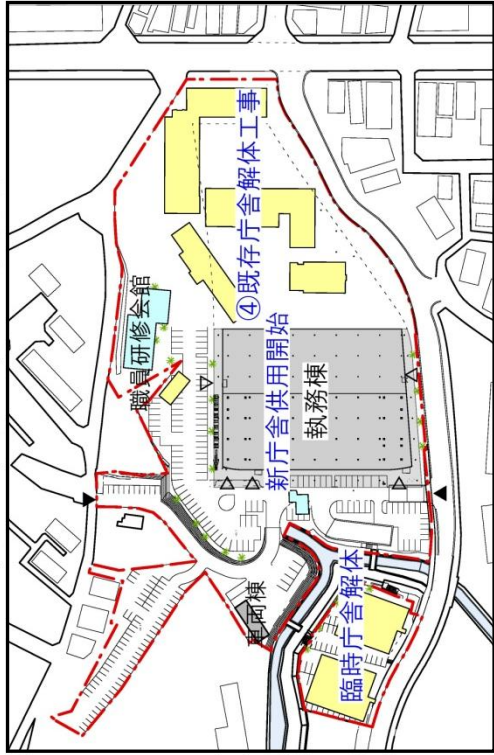 職員研修会館
④既存庁舎解体工事
新庁舎供用開始
執務棟
車両棟
臨時庁舎解体